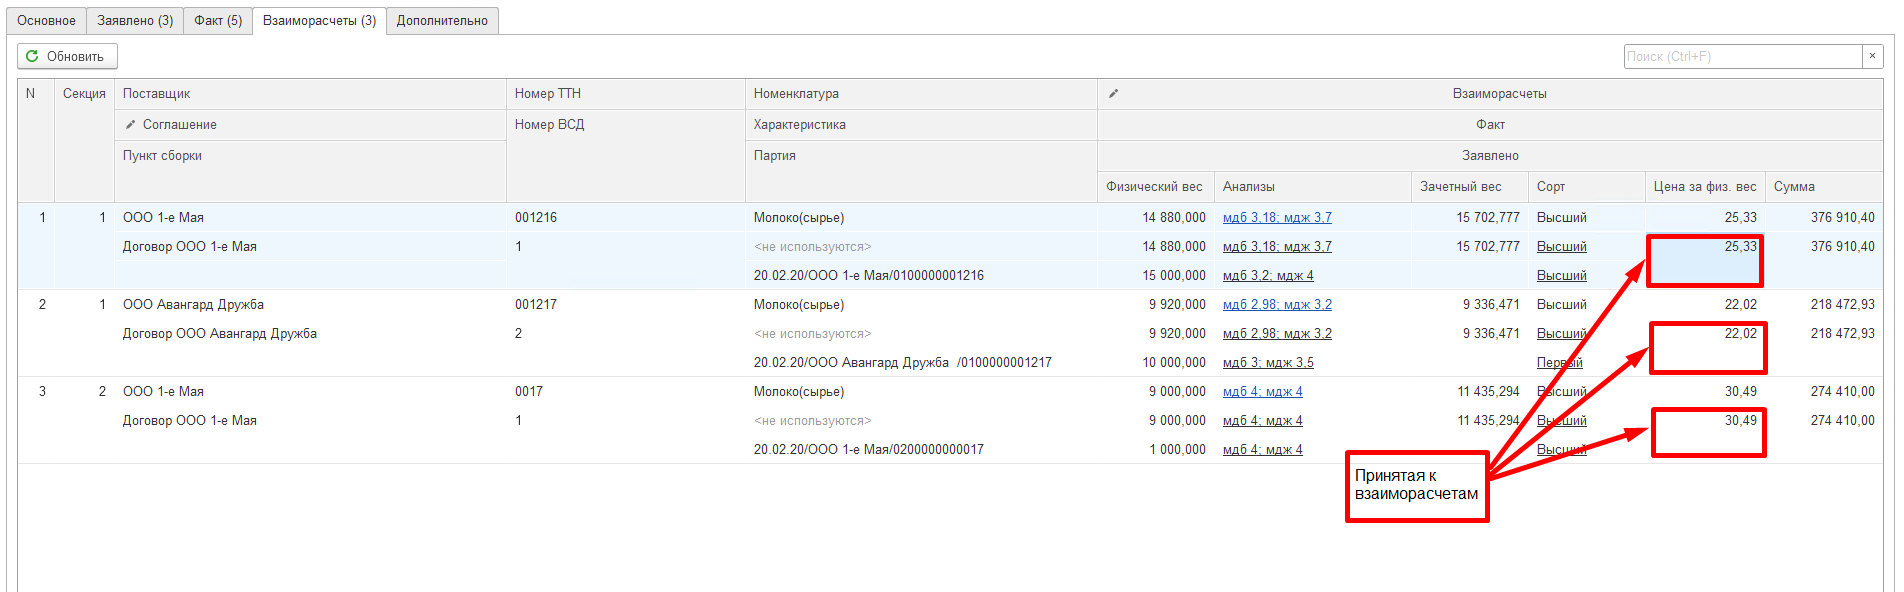 Основное Заявлено (3) Факт (5) Взаиморасчеты (3) Дополнительно
Обновить Поиск (Ctrl+F) ×
N Секция Поставщик Номер ТТН Номенклатура Взаиморасчеты
Соглашение Номер ВСД Характеристика Факт
Пункт сборки Партия Заявлено
Физический вес Анализы Зачетный вес Сорт Цена за физ. вес Сумма
1 1 ООО 1-е Мая 001216 Молоко(сырье) 14 880,000 мдб 3,18; мдж 3,7 15 702,777 Высший 25,33 376 910,40
Договор ООО 1-е Мая 1 <не используются> 14 880,000 мдб 3,18; мдж 3,7 15 702,777 Высший 25,33 376 910,40
20.02.20/ООО 1-е Мая/0100000001216 15 000,000 мдб 3,2; мдж 4 Высший
2 1 ООО Авангард Дружба 001217 Молоко(сырье) 9 920,000 мдб 2,98; мдж 3,2 9 336,471 Высший 22,02 218 472,93
Договор ООО Авангард Дружба 2 <не используются> 9 920,000 мдб 2,98; мдж 3,2 9 336,471 Высший 22,02 218 472,93
20.02.20/ООО Авангард Дружба /0100000001217 10 000,000 мдб 3; мдж 3,5 Первый
3 2 ООО 1-е Мая 0017 Молоко(сырье) 9 000,000 мдб 4; мдж 4 11 435,294 Высший 30,49 274 410,00
Договор ООО 1-е Мая 1 <не используются> 9 000,000 мдб 4; мдж 4 11 435,294 Высший 30,49 274 410,00
20.02.20/ООО 1-е Мая/0200000000017 1 000,000 мдб 4; мдж 4 Высший
Принятая к
взаиморасчетам